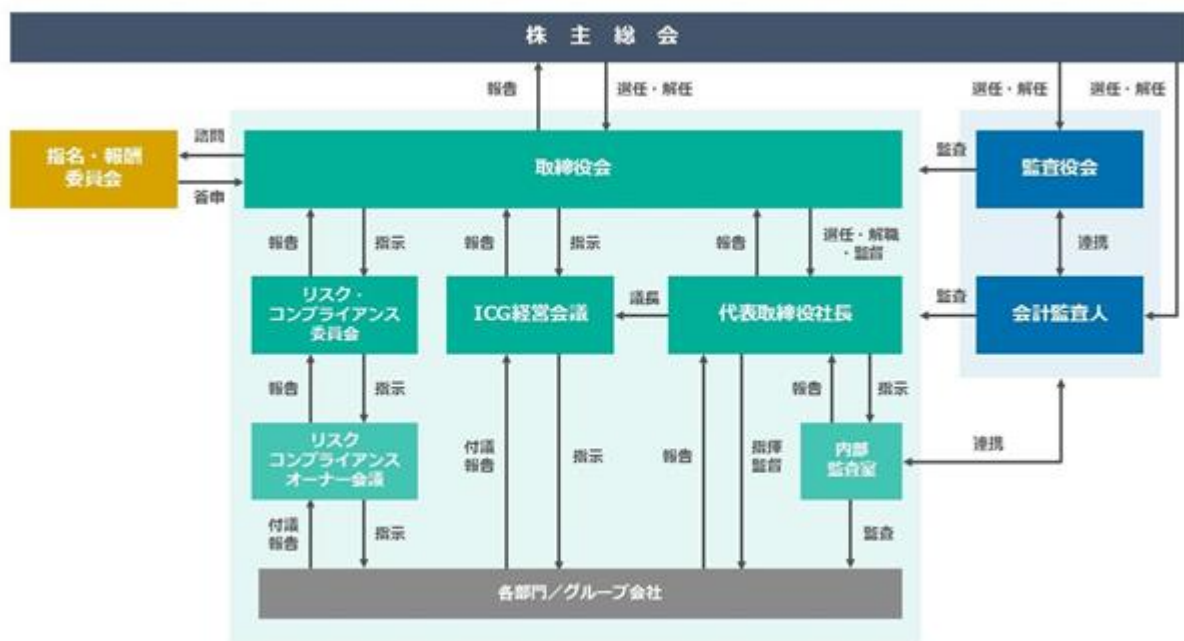 株主総会
報告
選任・解任
選任・解任
選任・解任
指名・報酬
委員会
諮問
答申
取締役会
監査
監査役会
報告
指示
報告
指示
報告
選任・解職
・監督
連携
リスク・
コンプライアンス
委員会
ICG経営会議
議長
代表取締役社長
監査
会計監査人
報告
指示
報告
指示
リスク
コンプライアンス
オーナー会議
付議
報告
指示
報告
指揮
監督
内部
監査室
連携
付議
報告
指示
監査
各部門／グループ会社